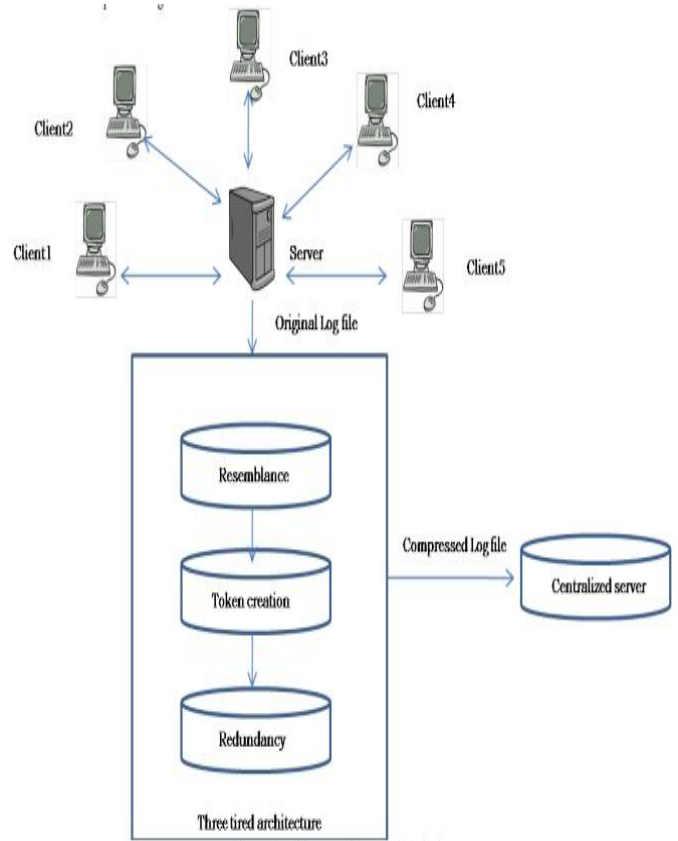 Client3
Client4
Client2
Client1
Server
Client5
Original Log file
Resemblance
Compressed Log file
Token creation
Centralized server
Redundancy
Three tired architecture